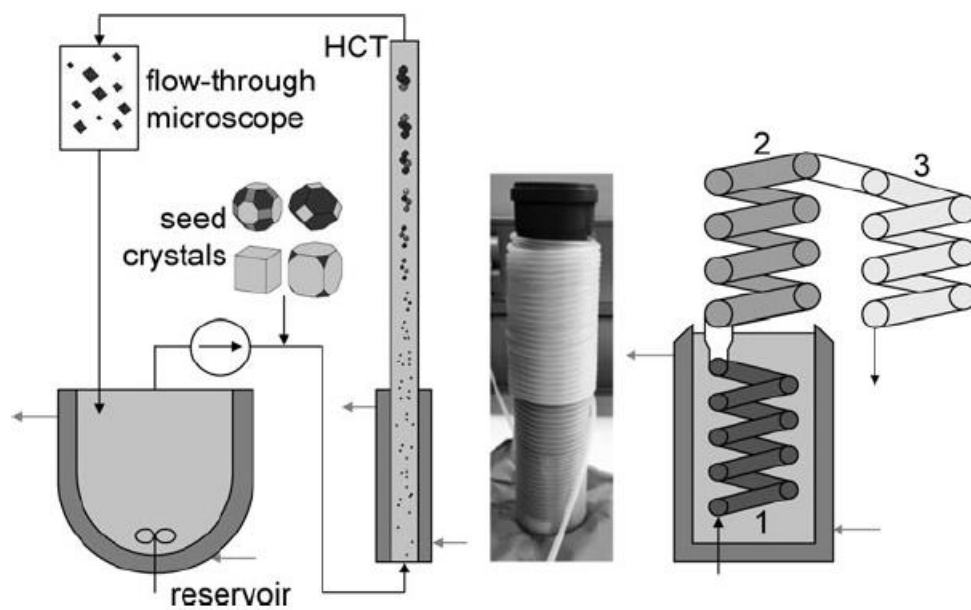 HCT
flow-through
microscope
seed
crystals
reservoir
2
3
1